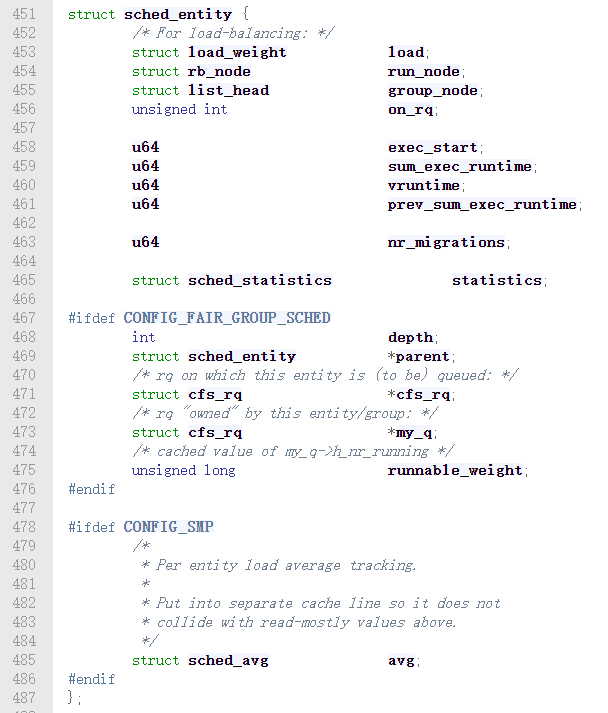 451 struct sched_entity {
452 /* For load-balancing: */
453 struct load_weight load;
454 struct rb_node run_node;
455 struct list_head group_node;
456 unsigned int on_rq;
457
458 u64 exec_start;
459 u64 sum_exec_runtime;
460 u64 vruntime;
461 u64 prev_sum_exec_runtime;
462
463 u64 nr_migrations;
464
465 struct sched_statistics statistics;
466
467 #ifdef CONFIG_FAIR_GROUP_SCHED
468 int depth;
469 struct sched_entity *parent;
470 /* rq on which this entity is (to be) queued: */
471 struct cfs_rq *cfs_rq;
472 /* rq "owned" by this entity/group: */
473 struct cfs_rq *my_q;
474 /* cached value of my_q->h_nr_running */
475 unsigned long runnable_weight;
476 #endif
477
478 #ifdef CONFIG_SMP
479 /*
480 * Per entity load average tracking.
481 *
482 * Put into separate cache line so it does not
483 * collide with read-mostly values above.
484 */
485 struct sched_avg avg;
486 #endif
487 };